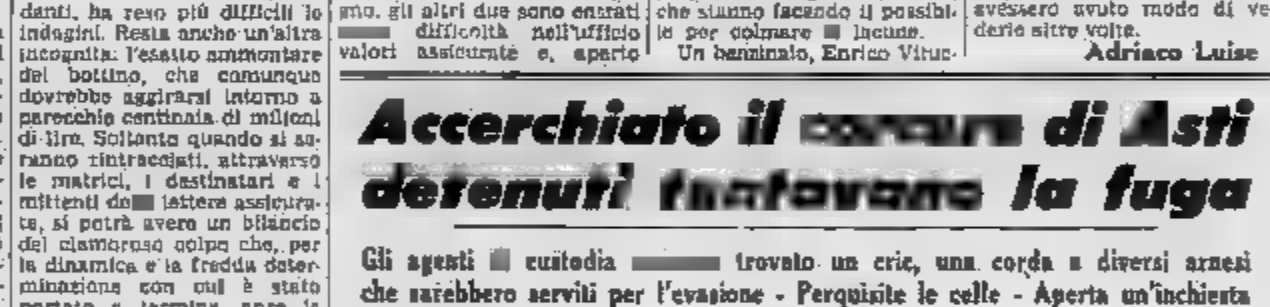 danti, ha reso più difficili le
indagini. Resta anche un'altra
incognita: l'esatto ammontare
del bottino, che comunque
dovrebbe aggirarsi intorno a
parecchie centinaia di milioni
di lire. Soltanto quando si sa-
ranno rintracciati, attraverso
le matrici, i destinatari e i
mittenti lettere assicura-
te, si potrà avere un bilancio
del clamoroso colpo che, per
la dinamica e la fredda deter-
minazione con cui è stato
gli altri due sono entrati
difficoltà nell'ufficio
valori assicurate e, aperto
che stanno facendo il possibi-
le per colmare lacune.
Un benzinaio, Enrico Vituc-
avessero avuto modo di ve-
derle altre volte.
Adriaco Luise
Accerchiato il di Asti
detenuti la fuga
Gli agenti custodia trovato un cric, una corda e diversi arnesi
che sarebbero serviti per l'evasione - Perquisite le celle - Aperta un'inchiesta